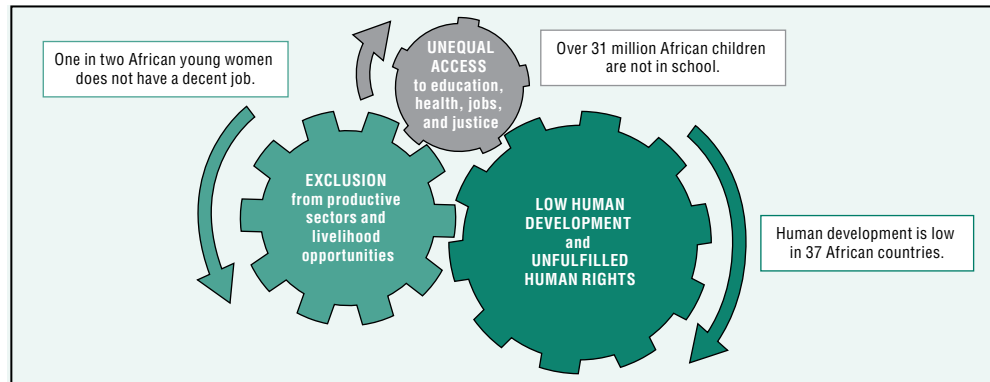 One in two African young women
does not have a decent job.
UNEQUAL
ACCESS
to education,
health, jobs,
and justice
Over 31 million African children
are not in school.
EXCLUSION
from productive
sectors and
livelihood
opportunities
LOW HUMAN
DEVELOPMENT
and
UNFULFILLED
HUMAN RIGHTS
Human development is low
in 37 African countries.